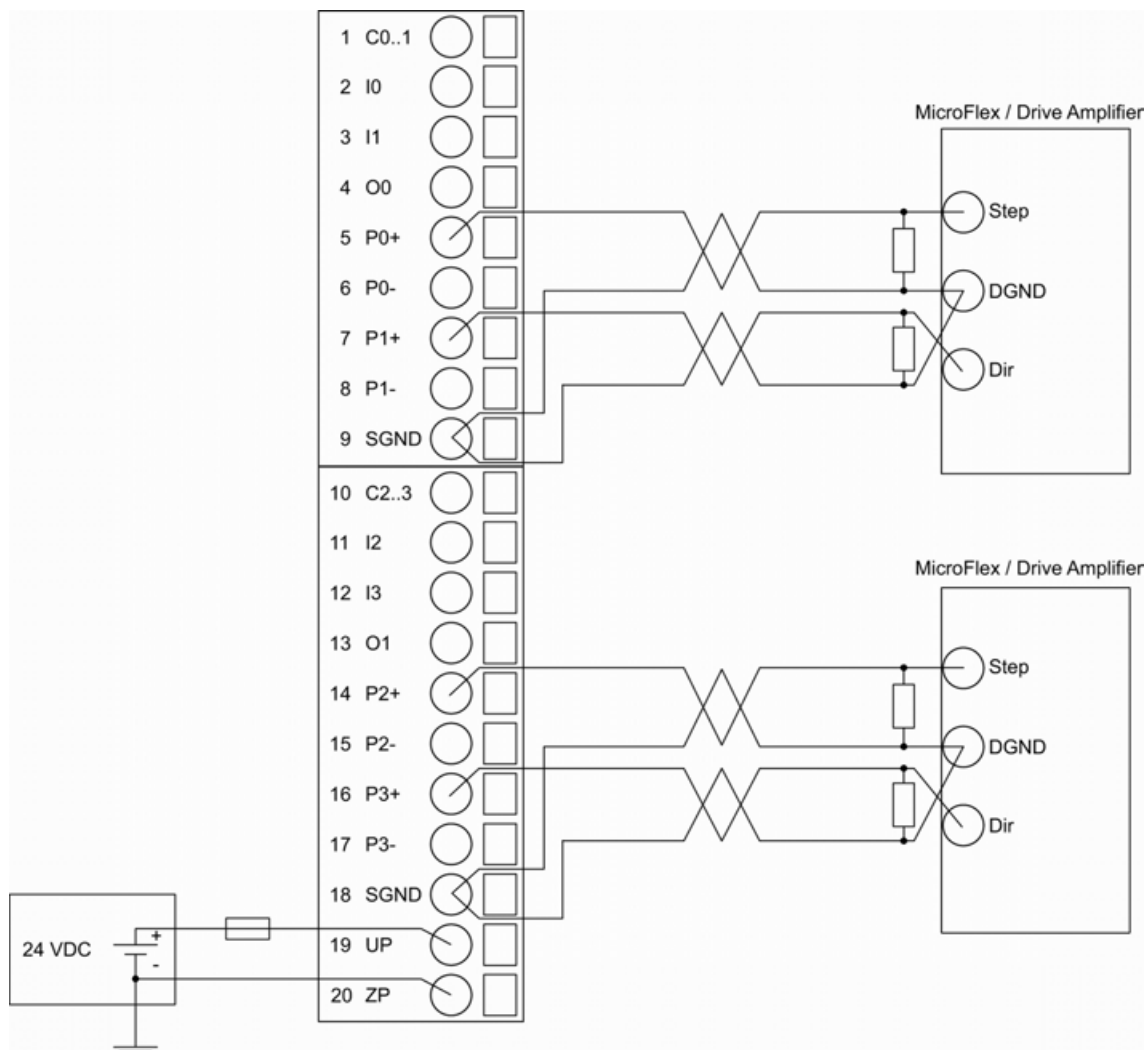 1 C0..1
2 I0
3 I1
4 O0
5 P0+
6 P0-
7 P1+
8 P1-
9 SGND
10 C2..3
11 I2
12 I3
13 O1
14 P2+
15 P2-
16 P3+
17 P3-
18 SGND
19 UP
20 ZP
MicroFlex / Drive Amplifier
Step
DGND
Dir
MicroFlex / Drive Amplifier
Step
DGND
Dir
24 VDC
+
-